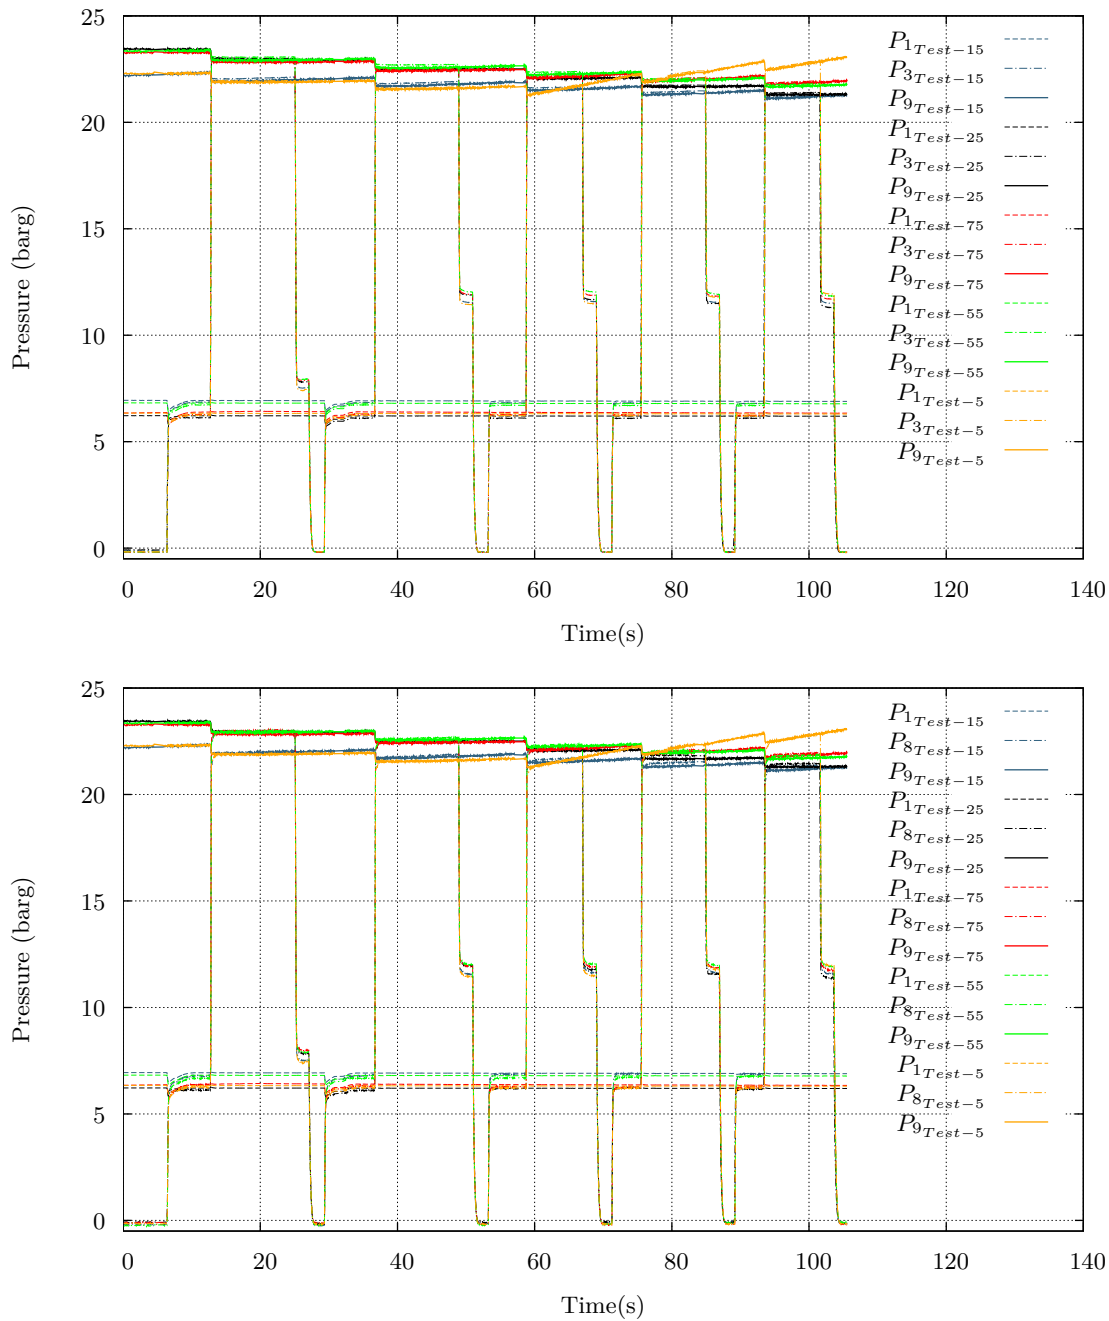 25
20
15
10
5
0
Pressure (barg)
0 20 40 60 80 100 120 140
Time(s)
P1Test−15
P3Test−15
P9Test−15
P1Test−25
P3Test−25
P9Test−25
P1Test−75
P3Test−75
P9Test−75
P1Test−55
P3Test−55
P9Test−55
P1Test−5
P3Test−5
P9Test−5
25
20
15
10
5
0
Pressure (barg)
0 20 40 60 80 100 120 140
Time(s)
P1Test−15
P8Test−15
P9Test−15
P1Test−25
P8Test−25
P9Test−25
P1Test−75
P8Test−75
P9Test−75
P1Test−55
P8Test−55
P9Test−55
P1Test−5
P8Test−5
P9Test−5